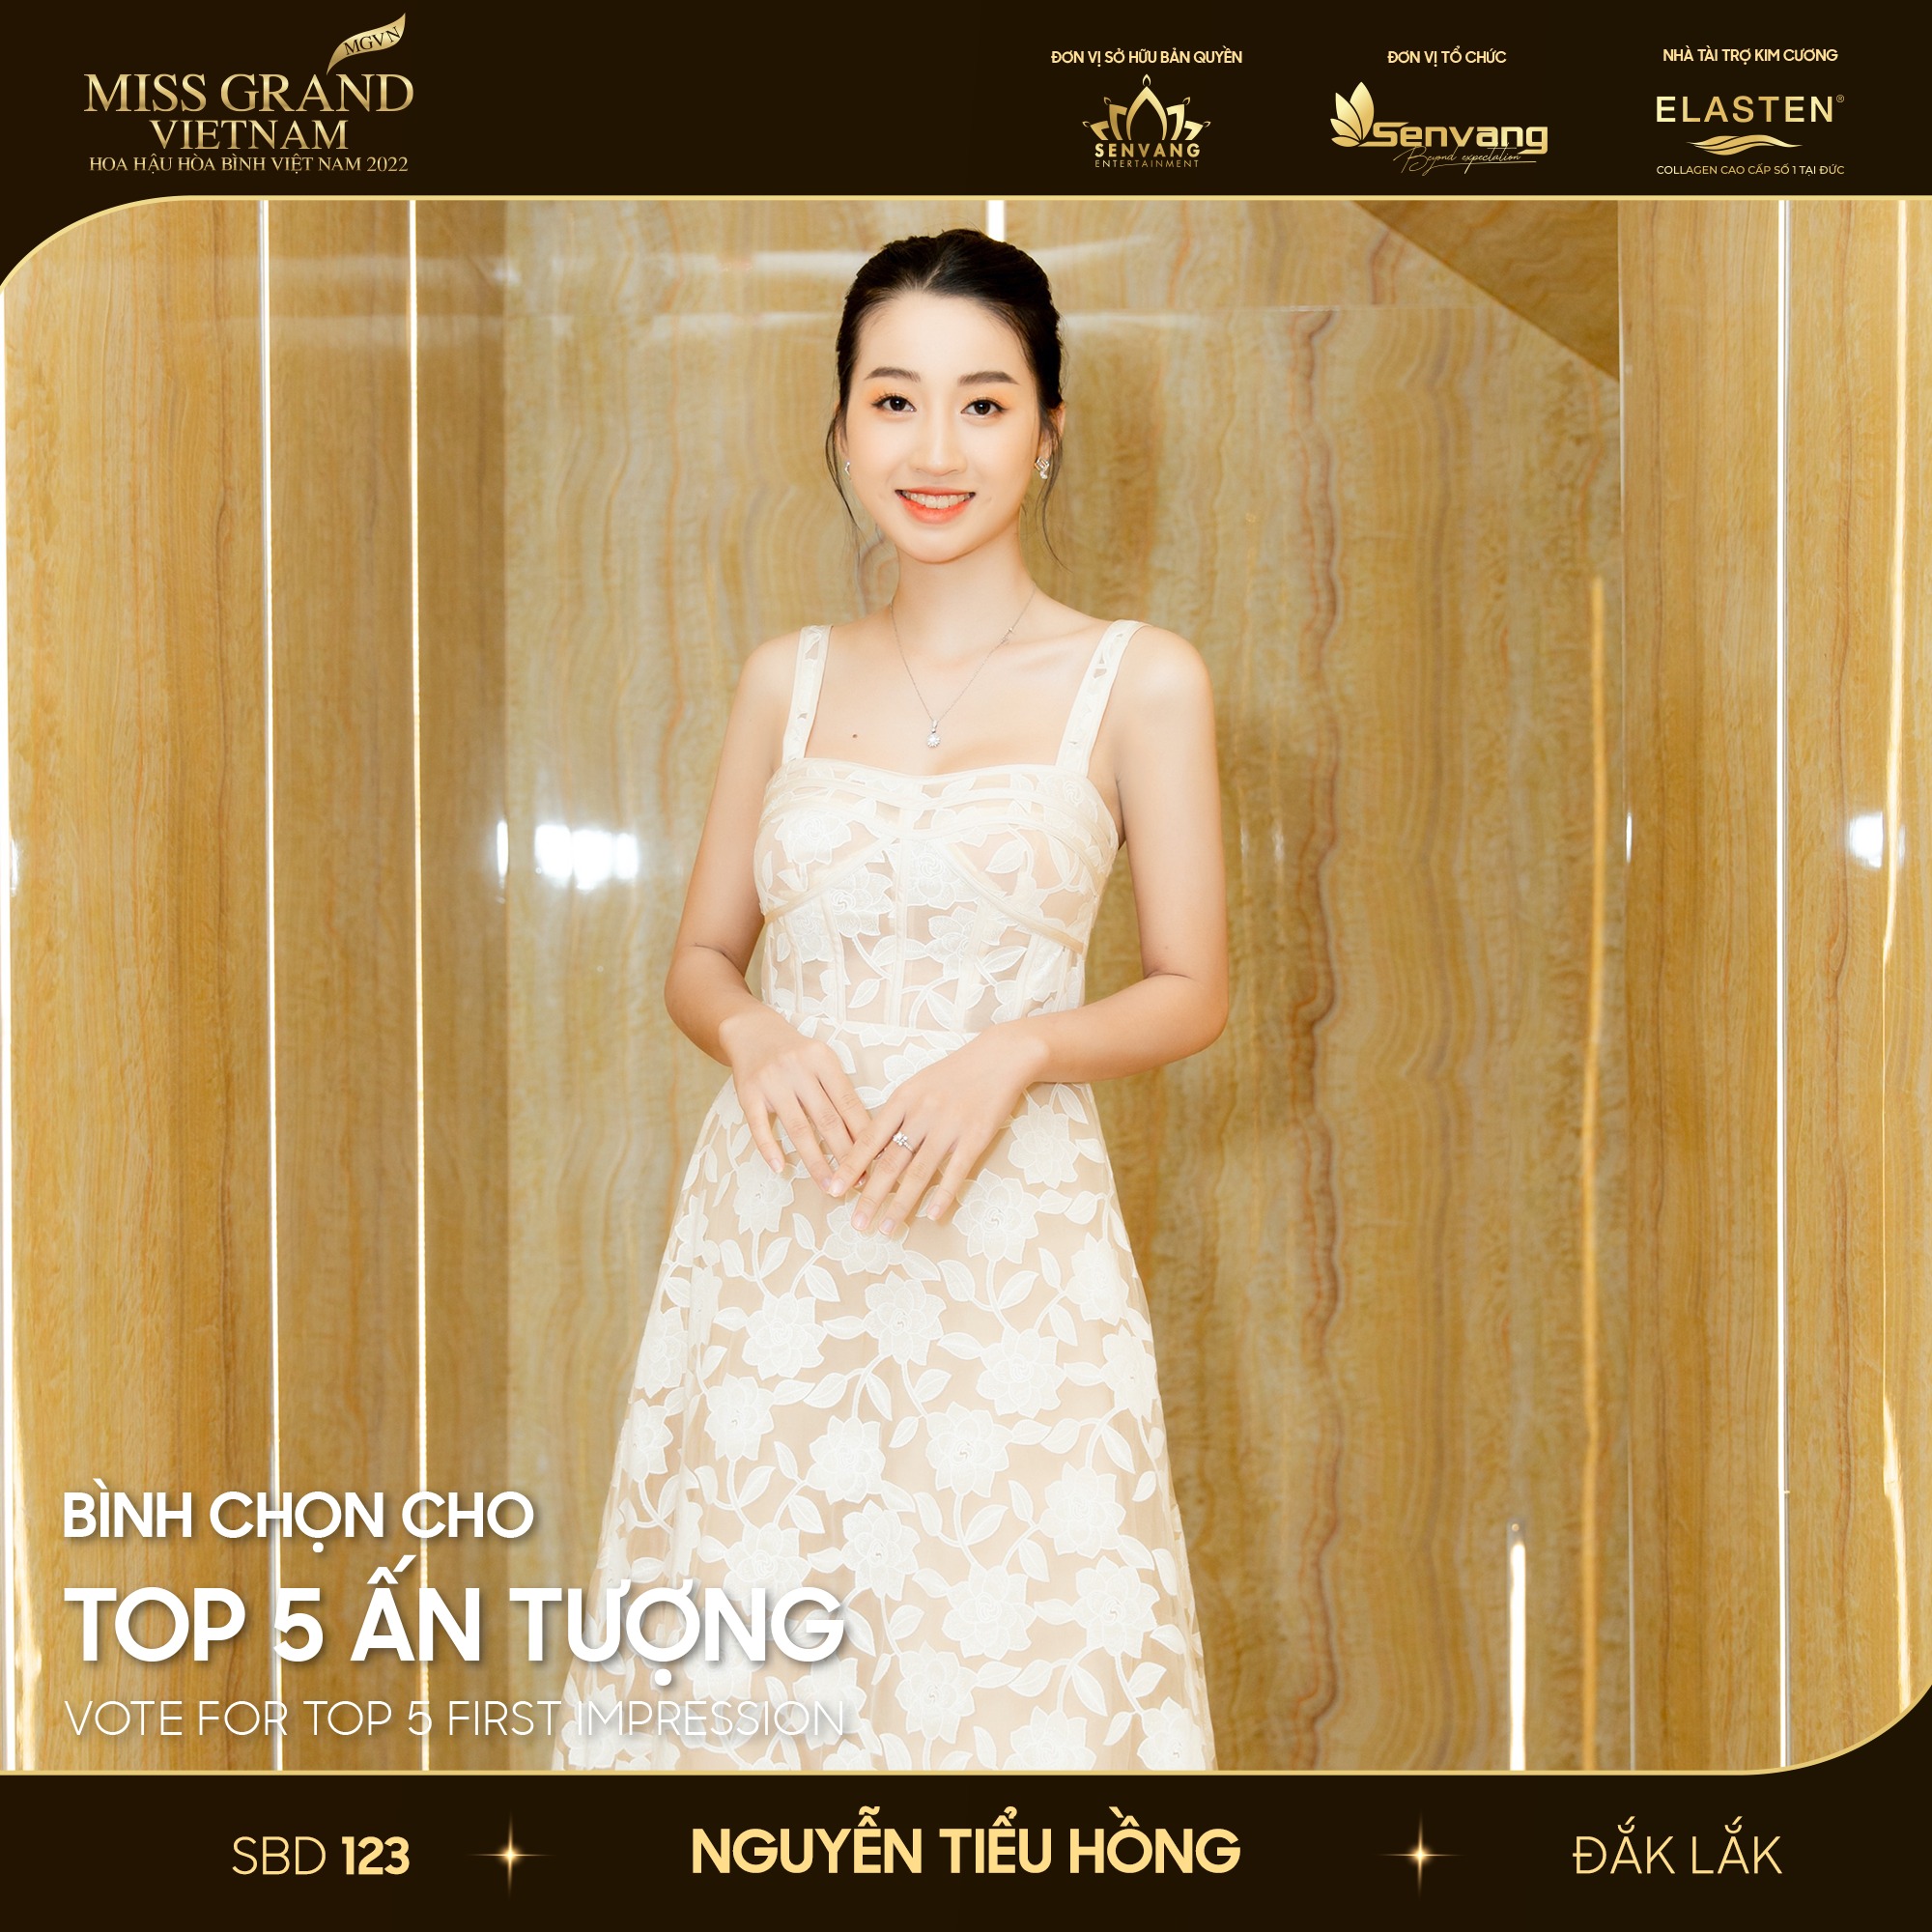 MGVN
MISS GRAND
VIETNAM
HOA HẬU HÒA BÌNH VIỆT NAM 2022
ĐƠN VỊ SỞ HỮU BẢN QUYỀN
SENVANG
ENTERTAINMENT
ĐƠN VỊ TỔ CHỨC
Senvang
Beyond expectation
NHÀ TÀI TRỢ KIM CƯƠNG
ELASTEN®
COLLAGEN CAO CẤP SỐ 1 TẠI ĐỨC
BÌNH CHỌN CHO
TOP 5 ẤN TƯỢNG
VOTE FOR TOP 5 FIRST IMPRESSION
SBD 123
NGUYỄN TIỂU HỒNG
ĐẮK LẮK